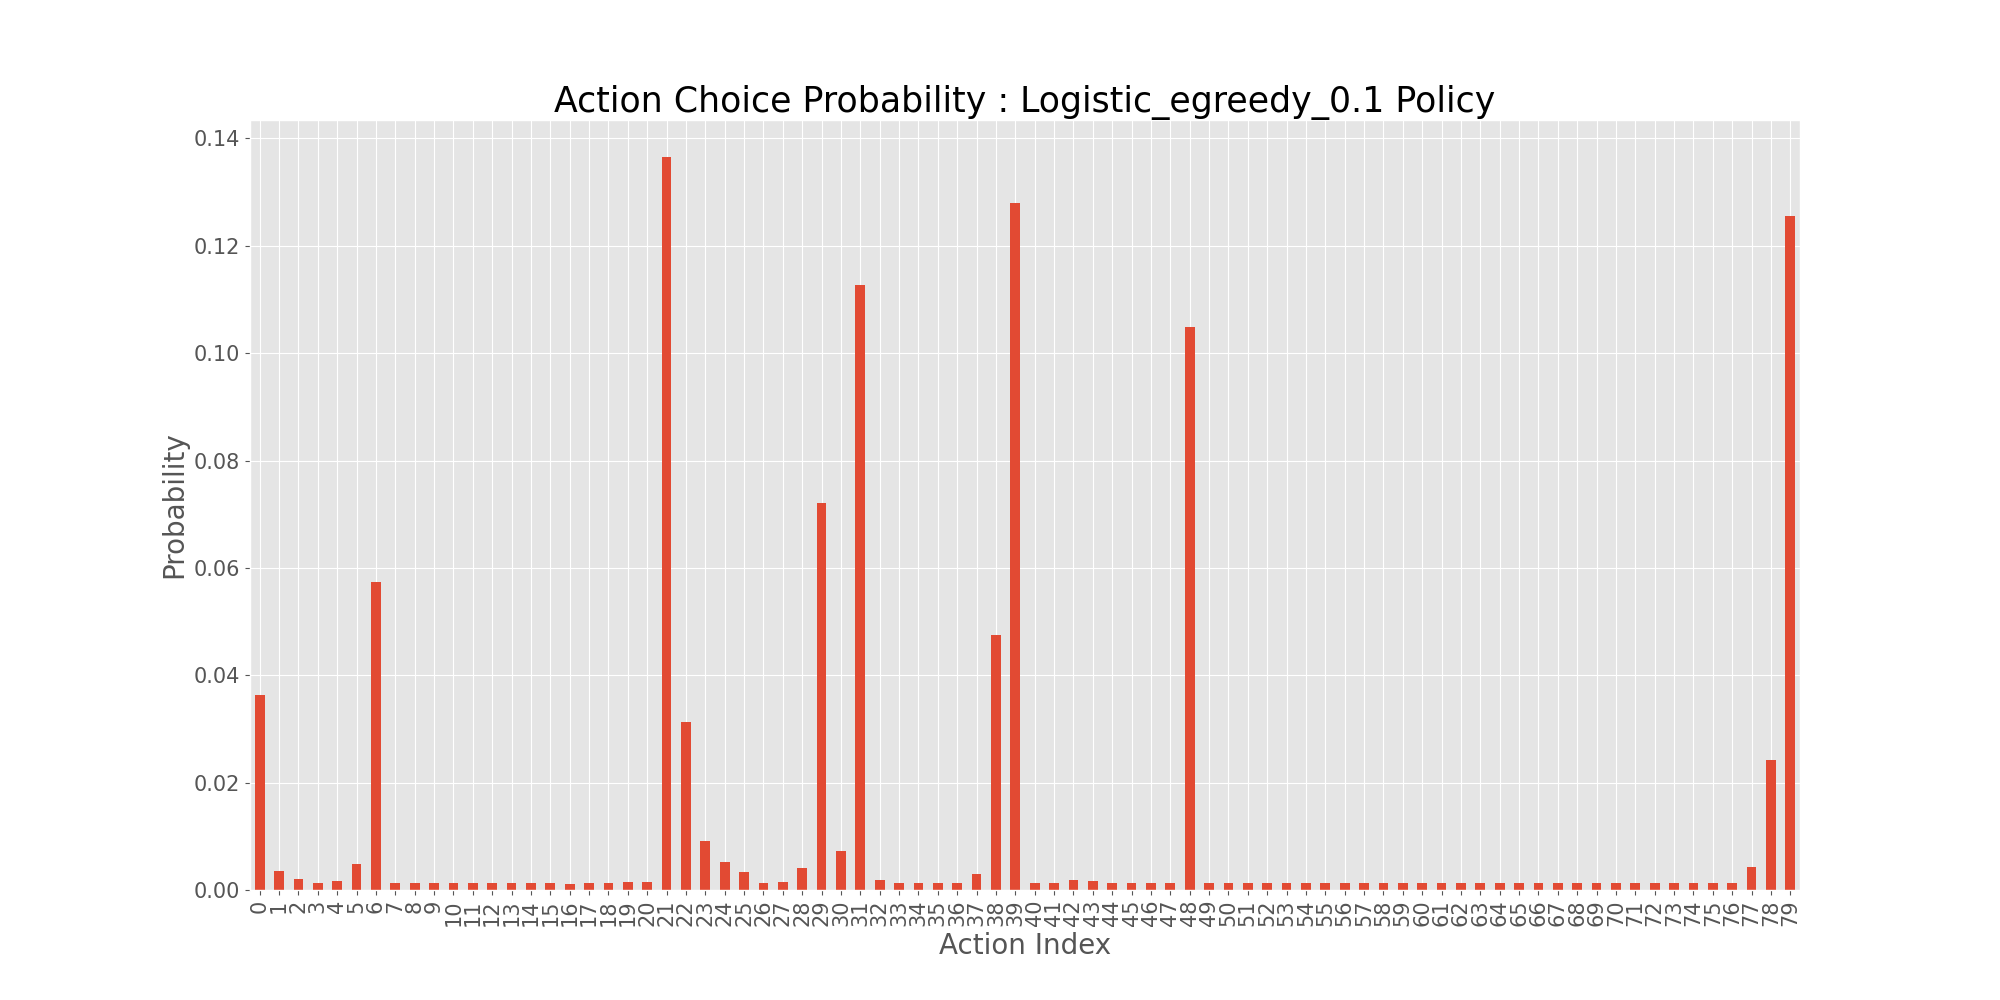 Action Choice Probability : Logistic_egreedy_0.1 Policy
0.14
0.12
0.10
0.08
0.06
0.04
0.02
0.00
Probability
0 1 2 3 4 5 6 7 8 9 10 11 12 13 14 15 16 17 18 19 20 21 22 23 24 25 26 27 28 29 30 31 32 33 34 35 36 37 38 39 40 41 42 43 44 45 46 47 48 49 50 51 52 53 54 55 56 57 58 59 60 61 62 63 64 65 66 67 68 69 70 71 72 73 74 75 76 77 78 79
Action Index